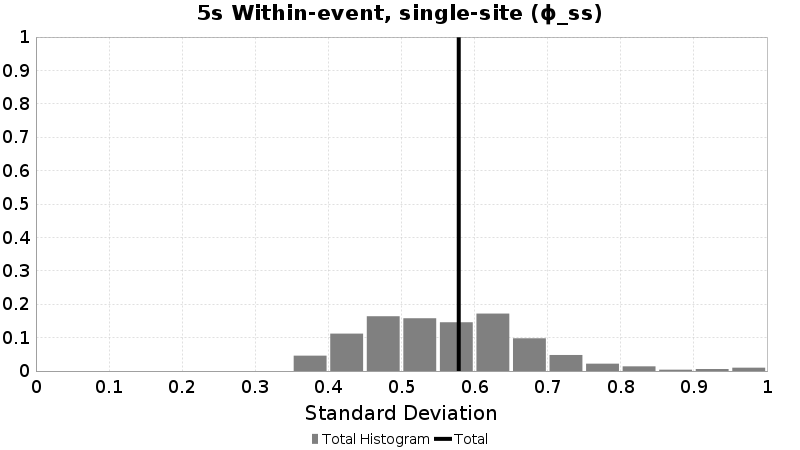 5s Within-event, single-site (ϕ_ss)
1
0.9
0.8
0.7
0.6
0.5
0.4
0.3
0.2
0.1
0
0 0.1 0.2 0.3 0.4 0.5 0.6 0.7 0.8 0.9 1
Standard Deviation
Total Histogram Total